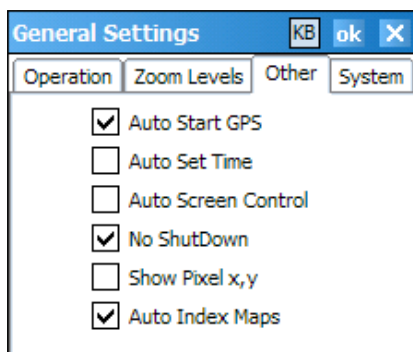 General Settings KB ok
Operation Zoom Levels Other System
Auto Start GPS
Auto Set Time
Auto Screen Control
No ShutDown
Show Pixel x,y
Auto Index Maps